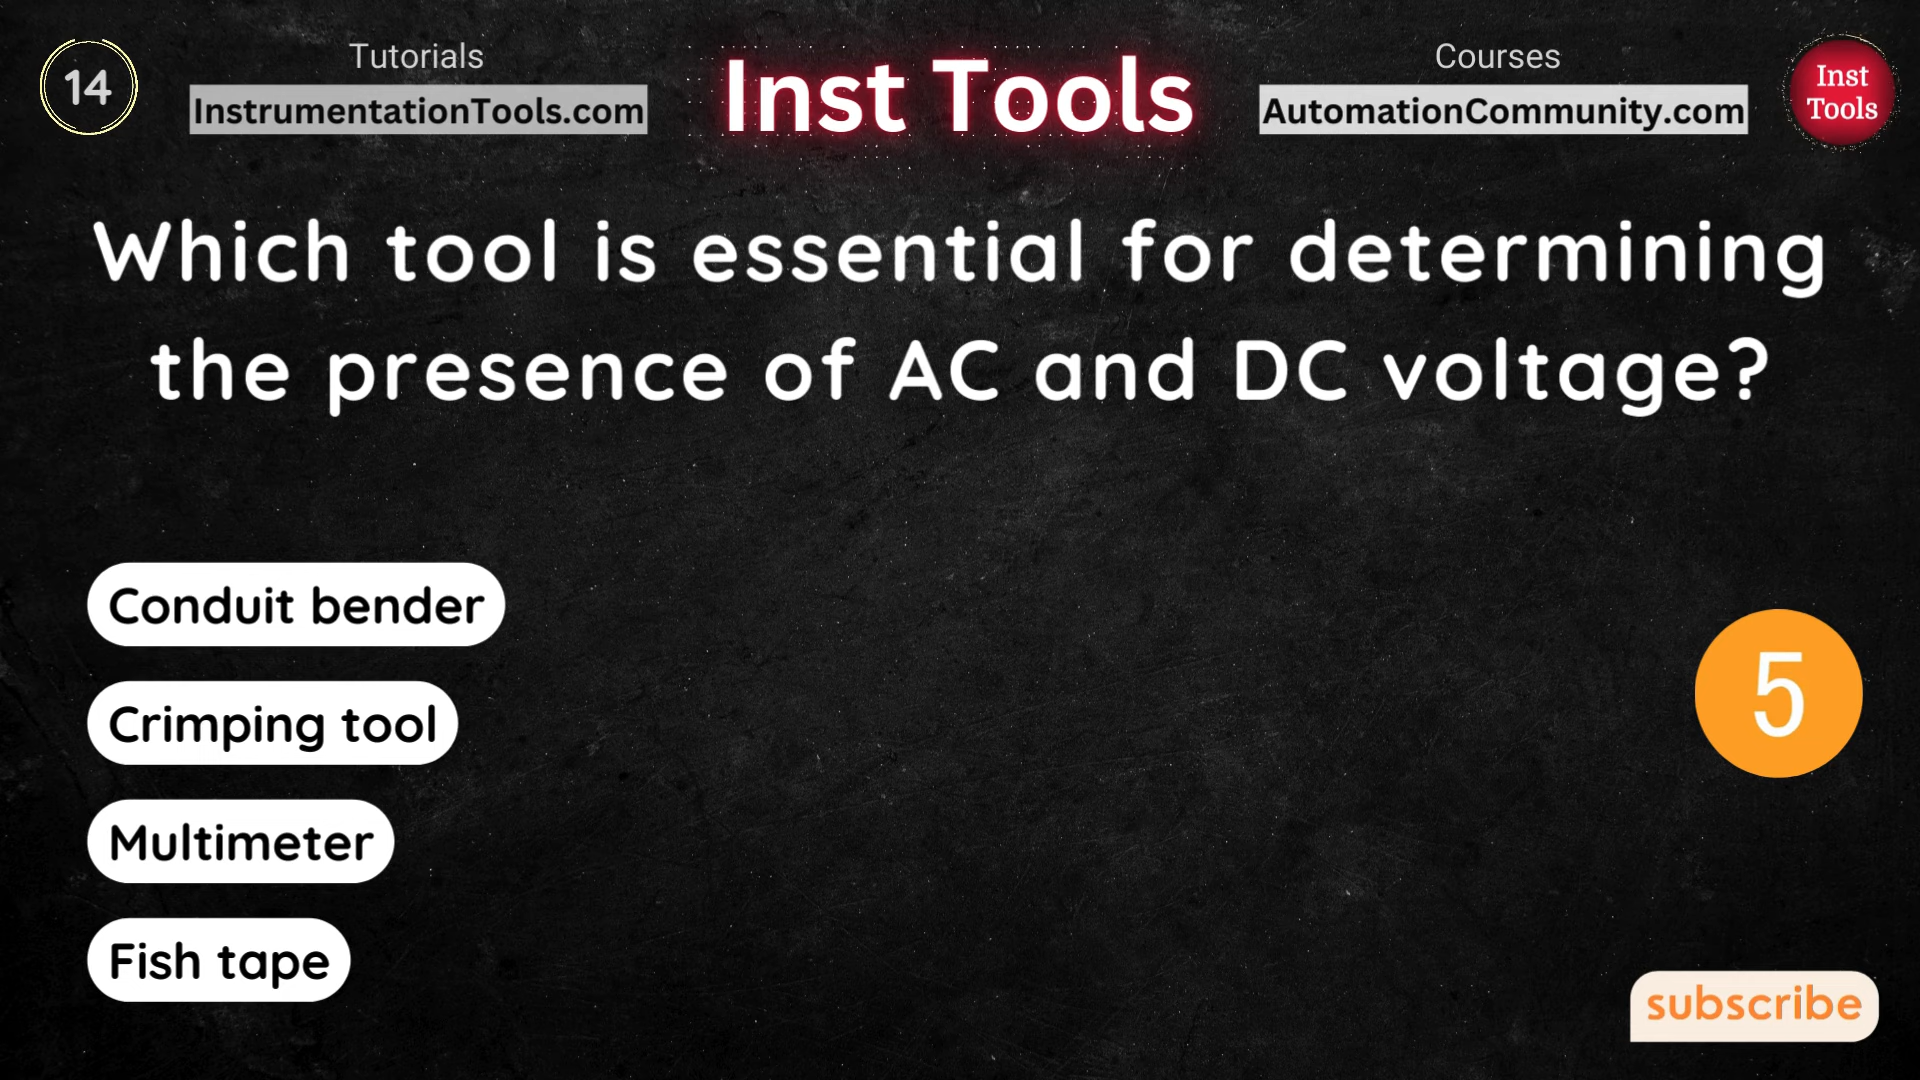 14
Tutorials
InstrumentationTools.com
Inst Tools
Courses
AutomationCommunity.com
Inst
Tools
Which tool is essential for determining
the presence of AC and DC voltage?
Conduit bender
Crimping tool
Multimeter
Fish tape
5
subscribe